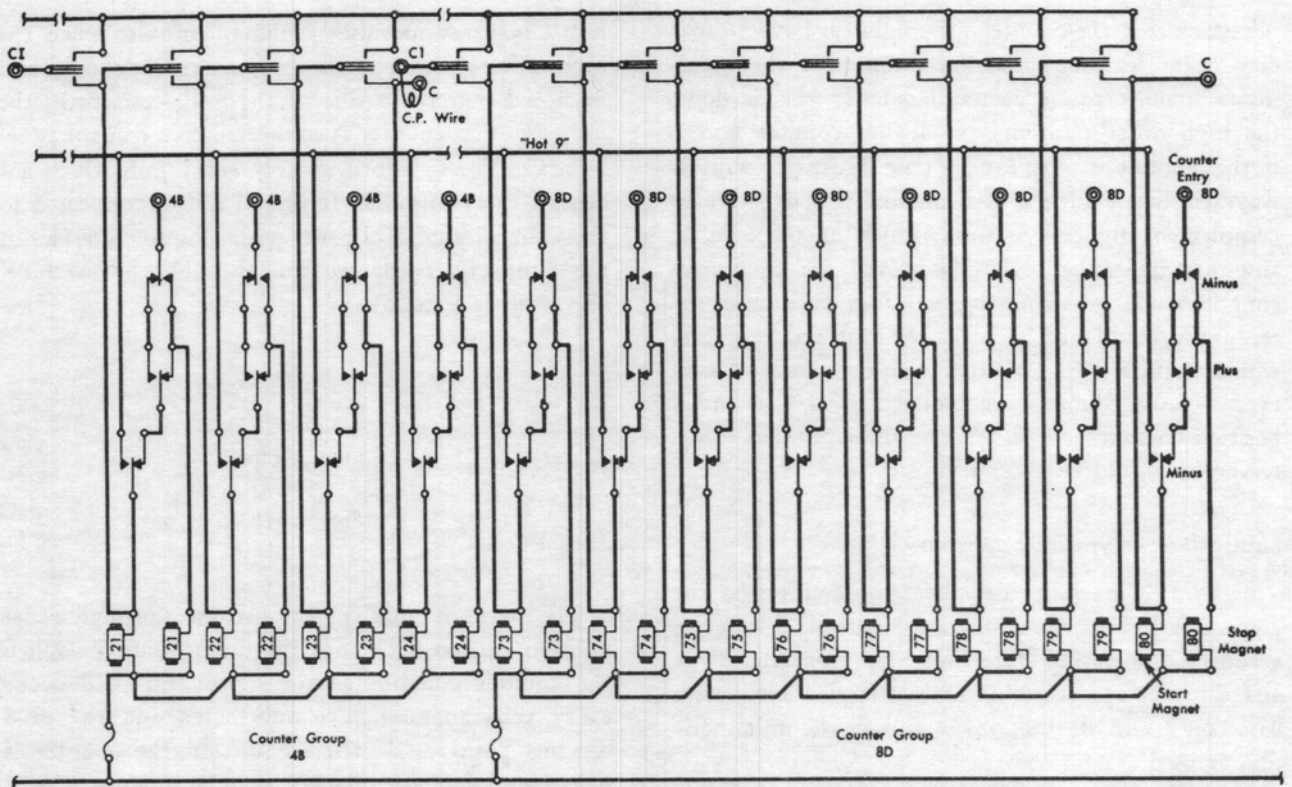 CI
C1
C
C
C.P. Wire
"Hot 9"
Counter
Entry
4B 4B 4B 4B 8D 8D 8D 8D 8D 8D 8D 8D
Minus
Plus
Minus
21 21 22 22 23 23 24 24 73 73 74 74 75 75 76 76 77 77 78 78 79 79 80 80
Stop
Magnet
Start
Magnet
Counter Group
4B
Counter Group
8D